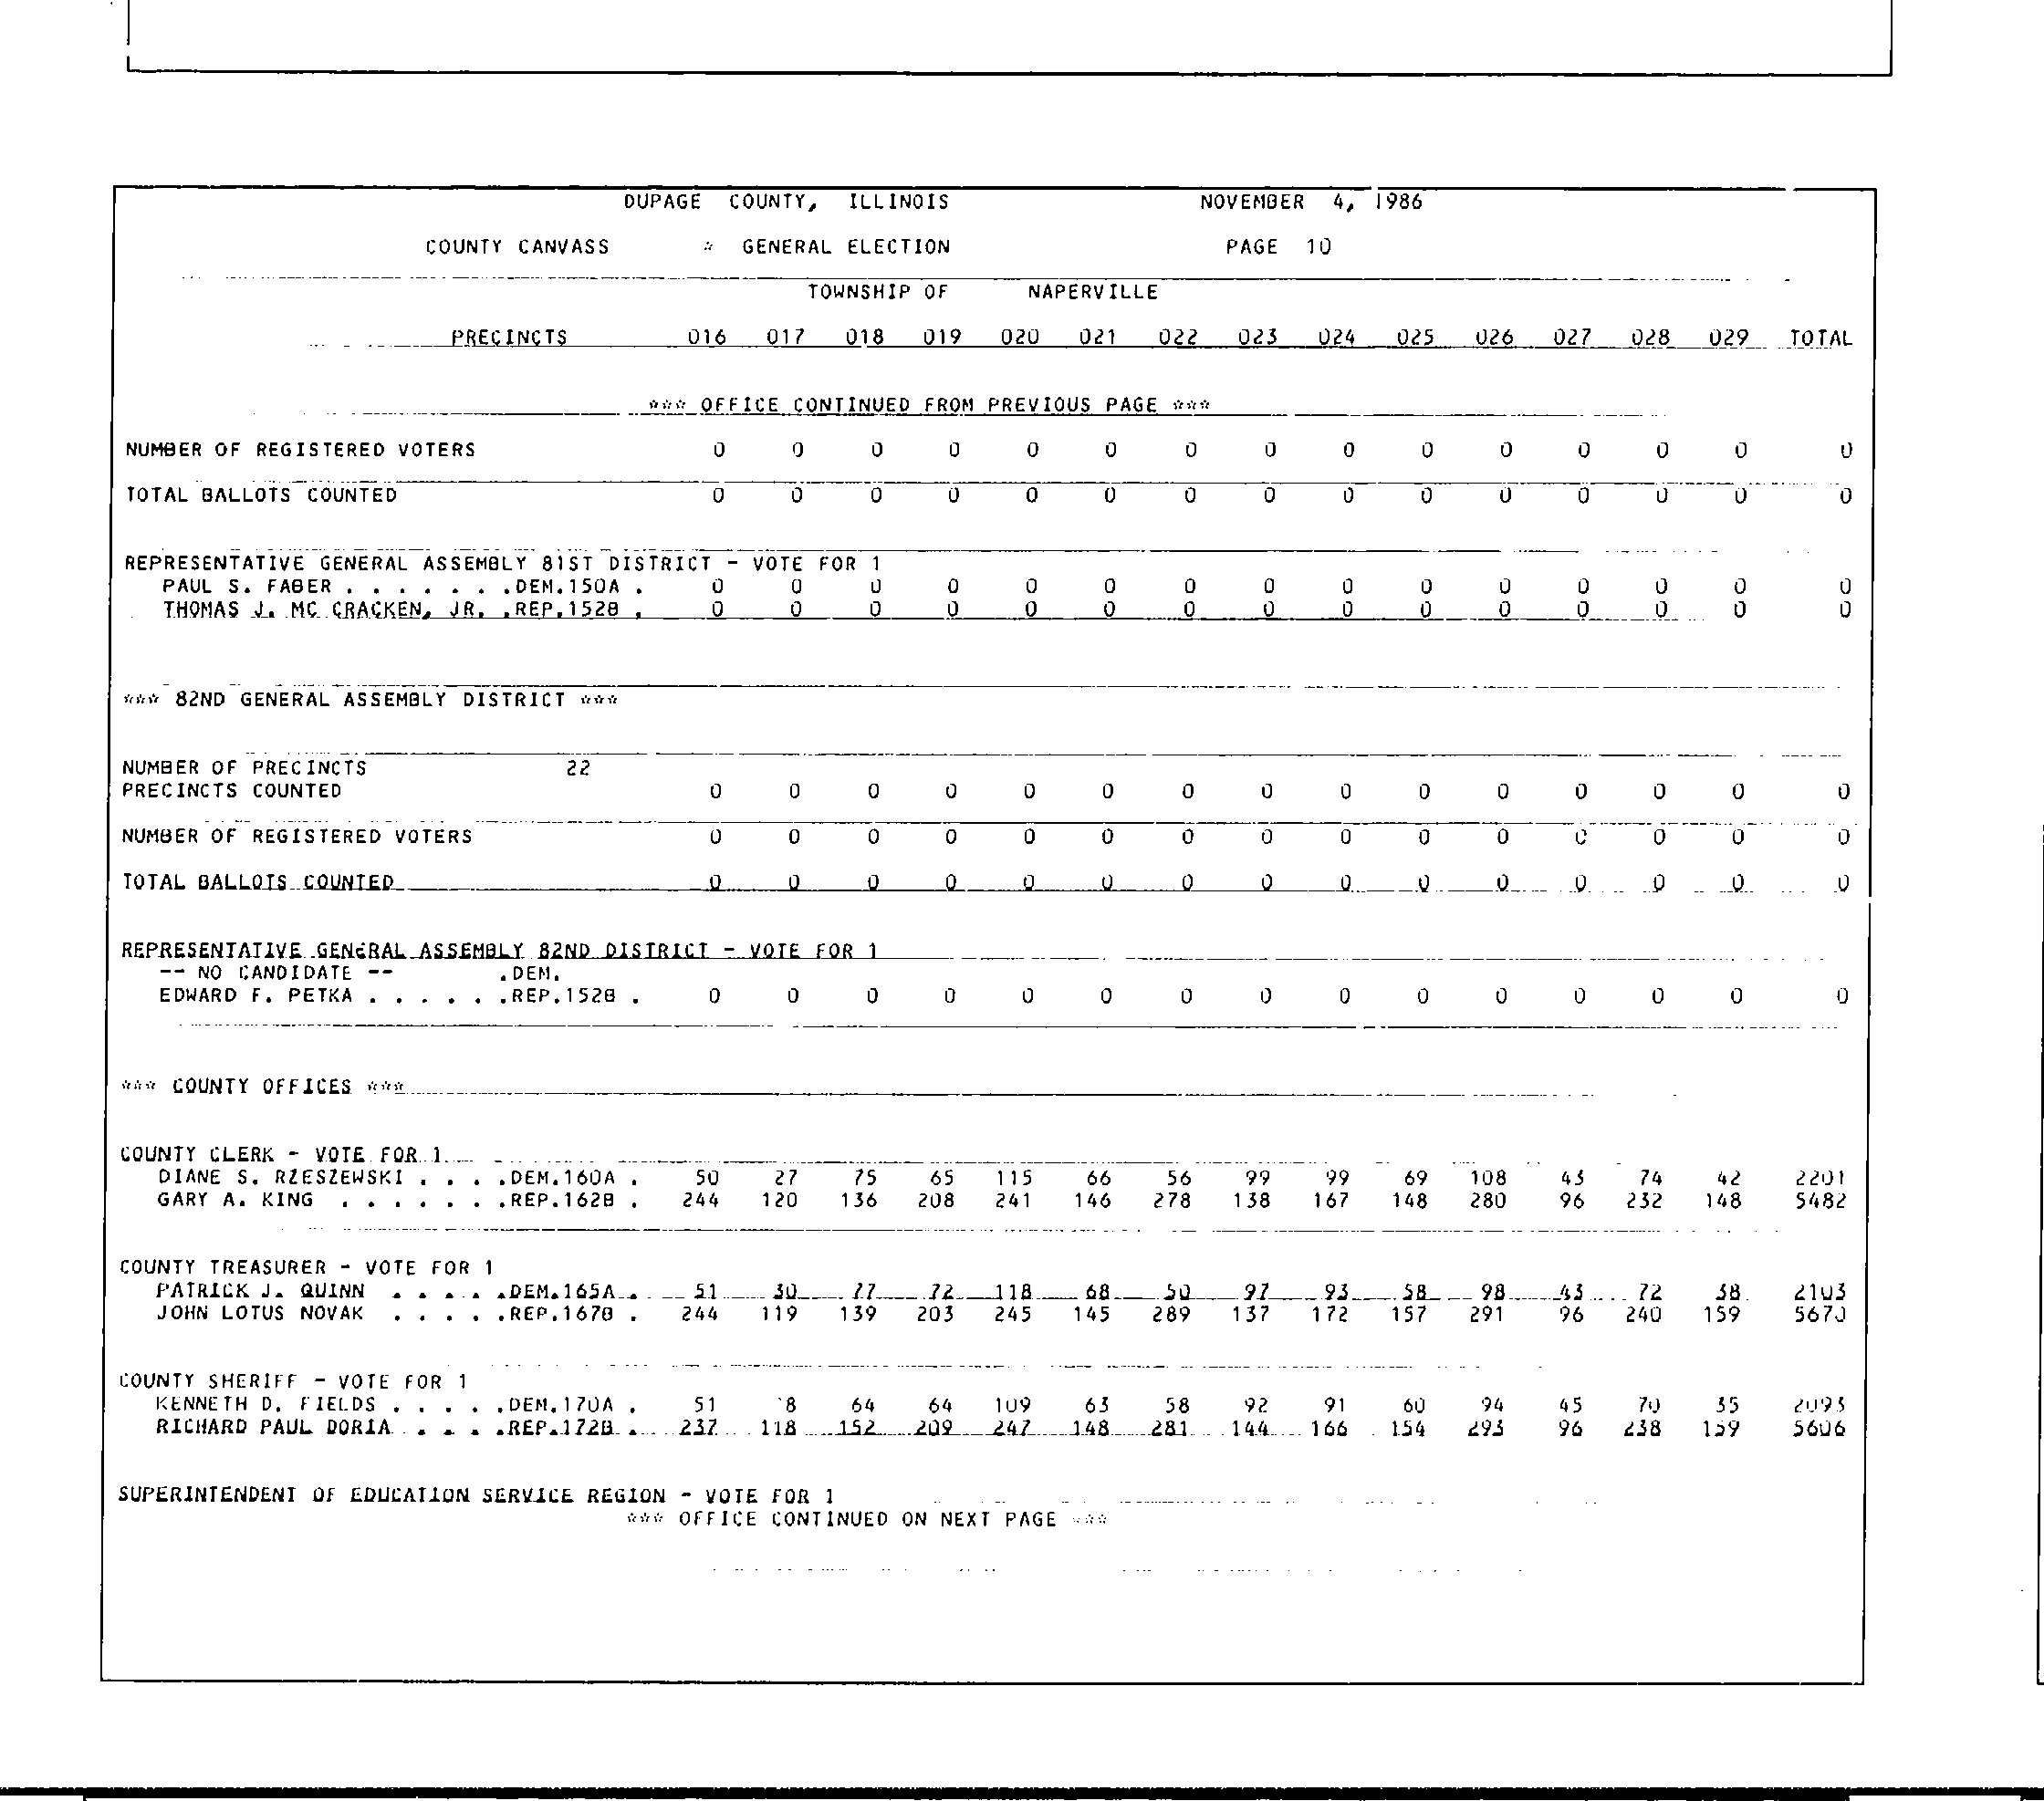 DUPAGE COUNTY, ILLINOIS NOVEMBER 4, 1986
COUNTY CANVASS * GENERAL ELECTION PAGE 10
TOWNSHIP OF NAPERVILLE
PRECINCTS 016 017 018 019 020 021 022 023 024 025 026 027 028 029 TOTAL
*** OFFICE CONTINUED FROM PREVIOUS PAGE ***
NUMBER OF REGISTERED VOTERS 0 0 0 0 0 0 0 0 0 0 0 0 0 0 0
TOTAL BALLOTS COUNTED 0 0 0 0 0 0 0 0 0 0 0 0 0 0 0
REPRESENTATIVE GENERAL ASSEMBLY 81ST DISTRICT - VOTE FOR 1
PAUL S. FABER . . . . . . .DEM.150A . 0 0 0 0 0 0 0 0 0 0 0 0 0 0 0
THOMAS J. MC CRACKEN, JR. .REP.152B . 0 0 0 0 0 0 0 0 0 0 0 0 0 0 0
*** 82ND GENERAL ASSEMBLY DISTRICT ***
NUMBER OF PRECINCTS 22
PRECINCTS COUNTED 0 0 0 0 0 0 0 0 0 0 0 0 0 0 0
NUMBER OF REGISTERED VOTERS 0 0 0 0 0 0 0 0 0 0 0 0 0 0 0
TOTAL BALLOTS COUNTED 0 0 0 0 0 0 0 0 0 0 0 0 0 0 0
REPRESENTATIVE GENERAL ASSEMBLY 82ND DISTRICT - VOTE FOR 1
-- NO CANDIDATE -- .DEM.
EDWARD F. PETKA . . . . . .REP.152B . 0 0 0 0 0 0 0 0 0 0 0 0 0 0 0
*** COUNTY OFFICES ***
COUNTY CLERK - VOTE FOR 1
DIANE S. RZESZEWSKI . . . .DEM.160A . 50 27 75 65 115 66 56 99 99 69 108 43 74 42 2201
GARY A. KING . . . . . . .REP.162B . 244 120 136 208 241 146 278 138 167 148 280 96 232 148 5482
COUNTY TREASURER - VOTE FOR 1
PATRICK J. QUINN . . . . .DEM.165A . 51 30 77 72 118 68 50 97 93 58 98 43 72 38 2103
JOHN LOTUS NOVAK . . . . .REP.167B . 244 119 139 203 245 145 289 137 172 157 291 96 240 159 5670
COUNTY SHERIFF - VOTE FOR 1
KENNETH D. FIELDS . . . . .DEM.170A . 51 8 64 64 109 63 58 92 91 60 94 45 70 35 2093
RICHARD PAUL DORIA . . . .REP.172B . 237 118 152 209 247 148 281 144 166 154 293 96 238 159 5606
SUPERINTENDENT OF EDUCATION SERVICE REGION - VOTE FOR 1
*** OFFICE CONTINUED ON NEXT PAGE ***